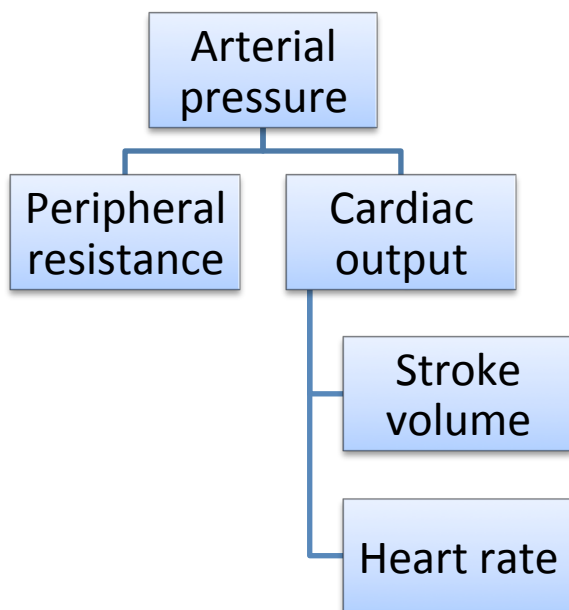 Arterial
pressure
Peripheral
resistance
Cardiac
output
Stroke
volume
Heart rate